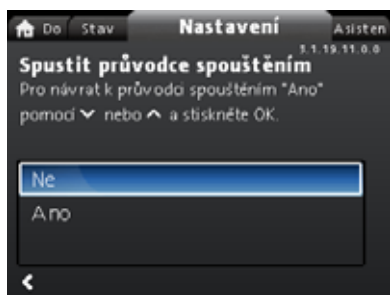 Do Stav Nastavení Asisten
3.1.19.11.0.0
Spustit průvodce spouštěním
Pro návrat k průvodci spouštěním "Ano"
pomocí nebo a stiskněte OK.
Ne
Ano